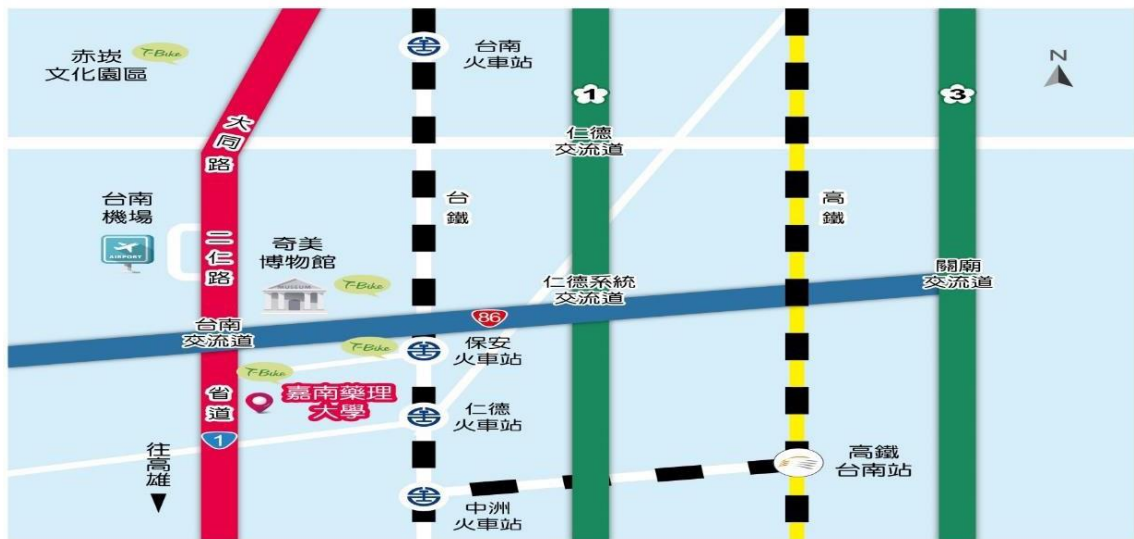 台南
火車站
赤崁
文化園區
T-Bike
N
1
3
大同路
仁德
交流道
台南
機場
AIRPORT
台鐵
高鐵
二仁路
奇美
博物館
MUSEUM
T-Bike
關廟
交流道
仁德系統
交流道
86
台南
交流道
保安
火車站
T-Bike
T-Bike
省道
1
嘉南藥理
大學
仁德
火車站
往高雄
高鐵
台南站
中洲
火車站